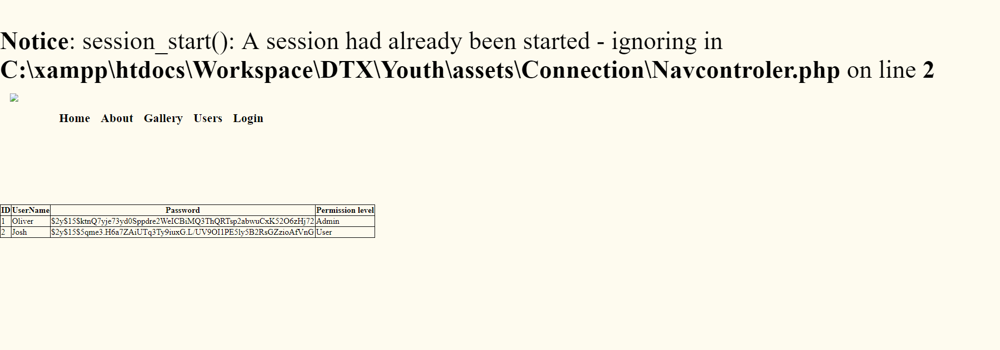 Notice: session_start(): A session had already been started - ignoring in
C:\xampp\htdocs\Workspace\DTX\Youth\assets\Connection\Navcontroler.php on line 2
Home About Gallery Users Login
ID UserName Password Permission level
1 Oliver $2y$15$ktnQ7yje73yd0Sppdre2WeICBiMQ3ThQRTsp2abwuCxK52O6zHj72 Admin
2 Josh $2y$15$5qme3.H6a7ZAiUTq3Ty9iuxG.L/UV9OI1PE5ly5B2RsGZzioAfVnG User